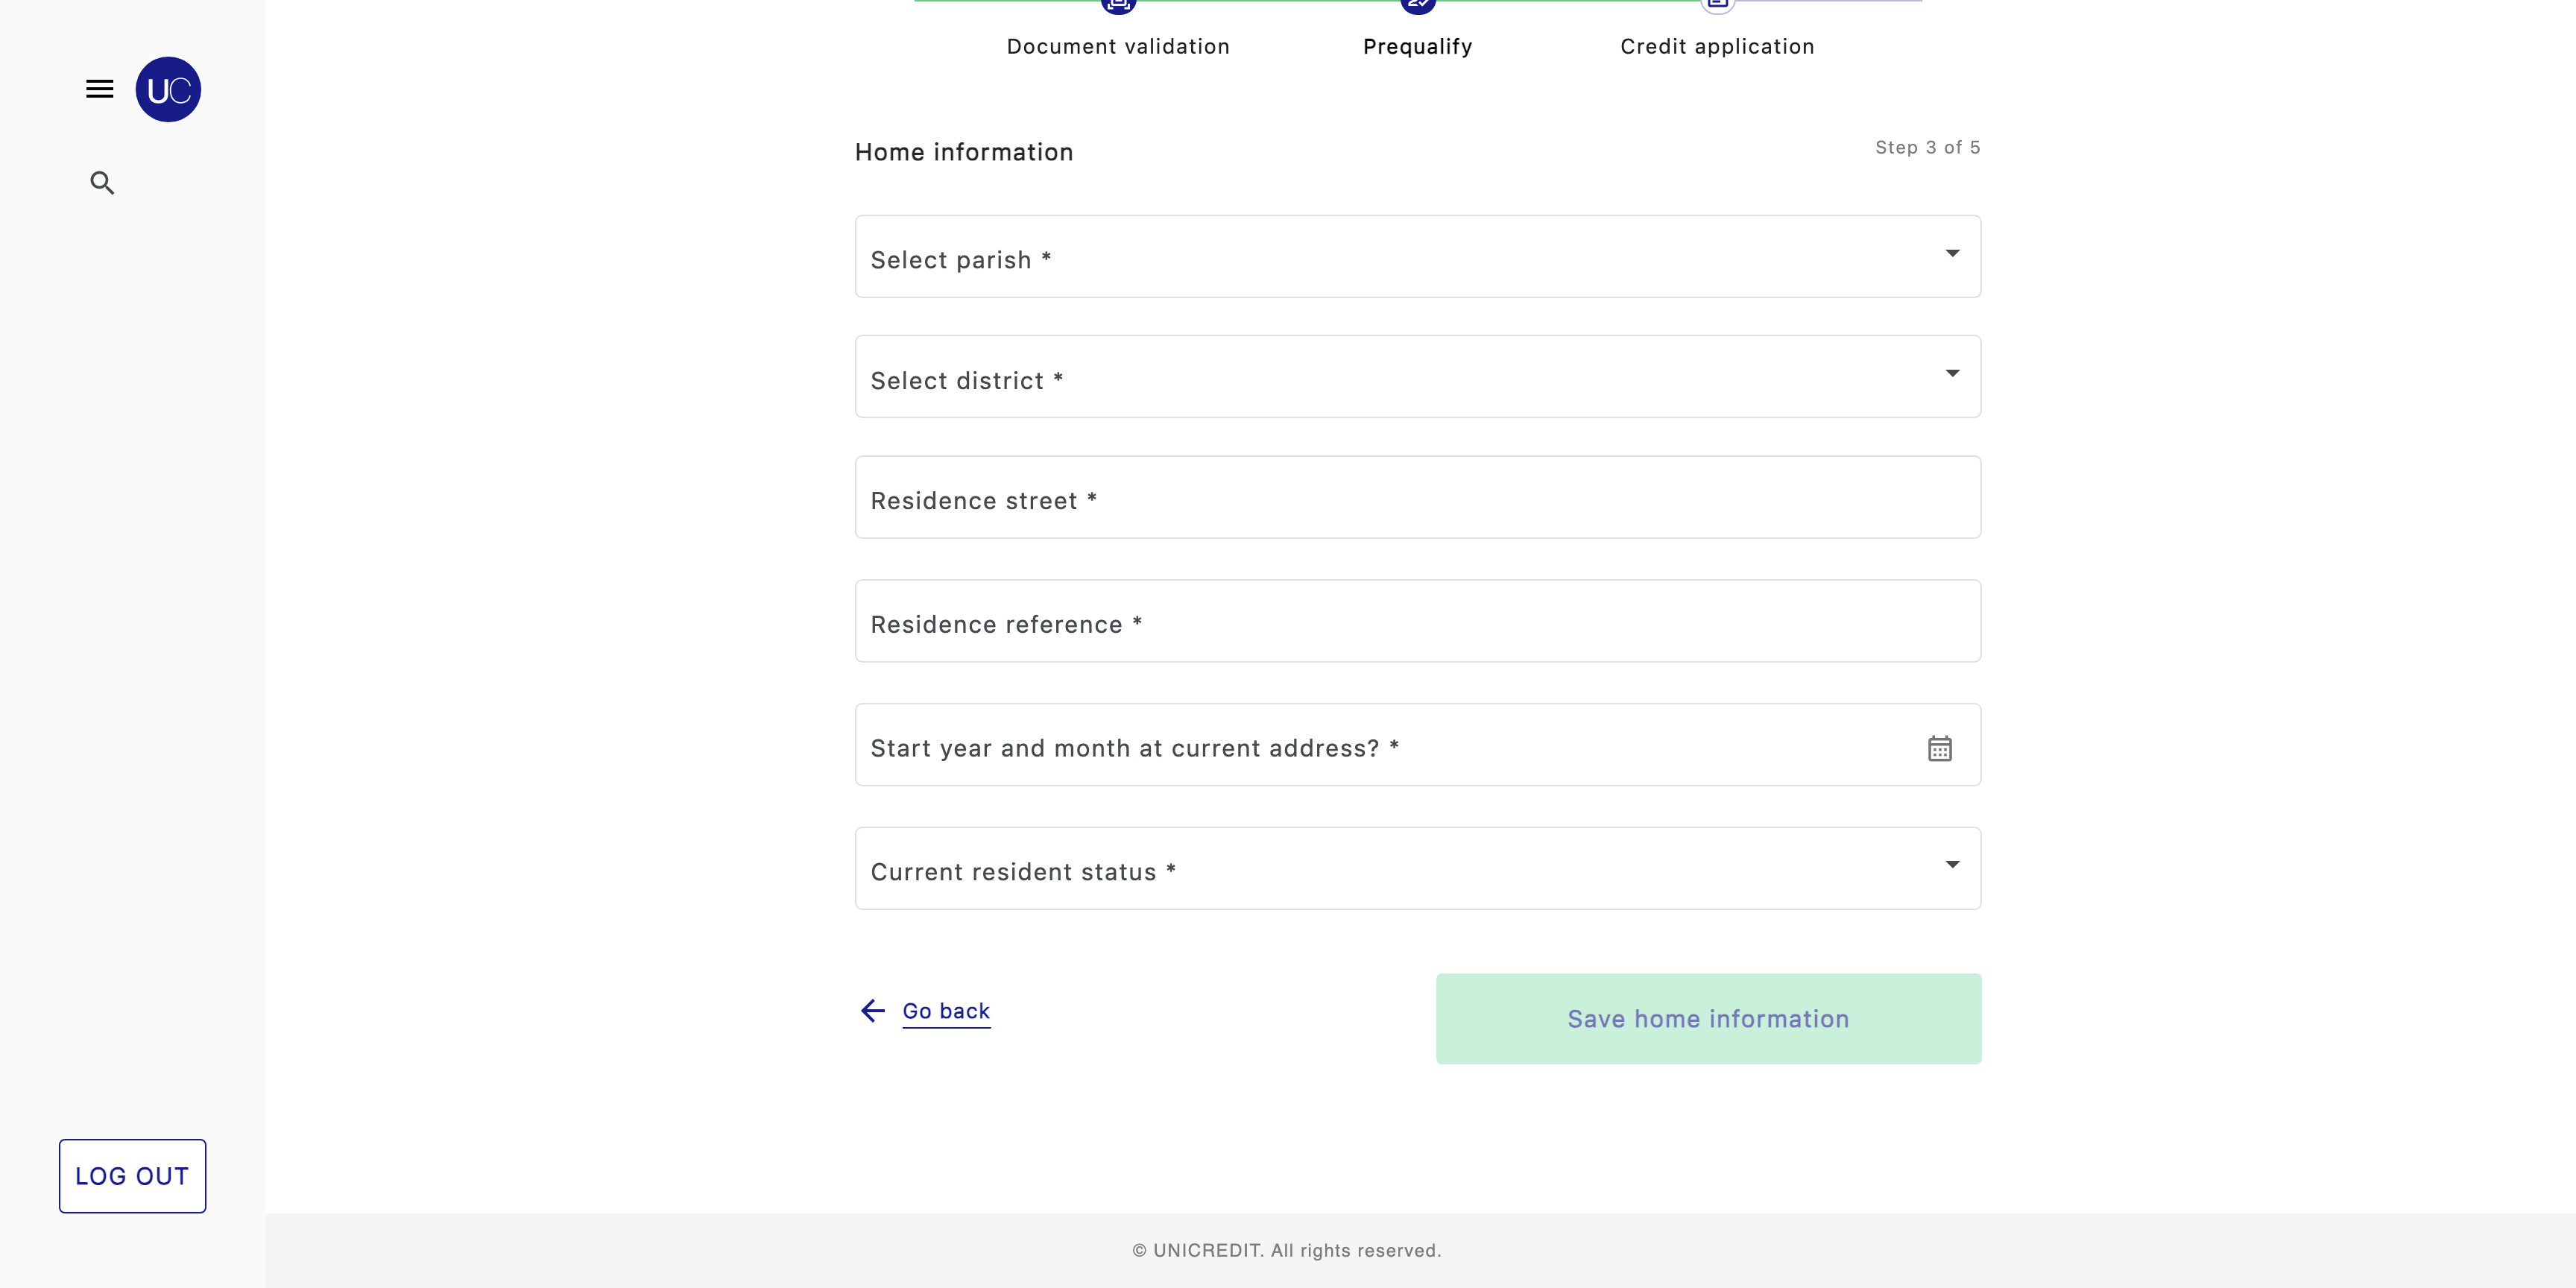 Document validation
Prequalify
Credit application
UC
Home information
Step 3 of 5
Select parish *
Select district *
Residence street *
Residence reference *
Start year and month at current address? *
Current resident status *
Go back
Save home information
LOG OUT
© UNICREDIT. All rights reserved.